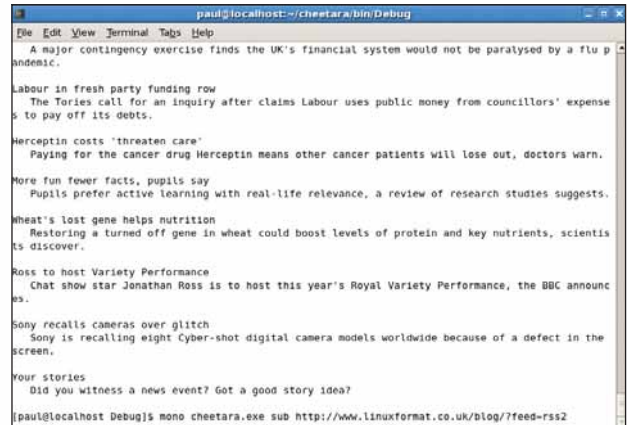 paul@localhost:~/cheetara/bin/Debug
File Edit View Terminal Tabs Help
A major contingency exercise finds the UK's financial system would not be paralysed by a flu p
andemic.
Labour in fresh party funding row
The Tories call for an inquiry after claims Labour uses public money from councillors' expense
s to pay off its debts.
Herceptin costs 'threaten care'
Paying for the cancer drug Herceptin means other cancer patients will lose out, doctors warn.
More fun fewer facts, pupils say
Pupils prefer active learning with real-life relevance, a review of research studies suggests.
Wheat's lost gene helps nutrition
Restoring a turned off gene in wheat could boost levels of protein and key nutrients, scientis
ts discover.
Ross to host Variety Performance
Chat show star Jonathan Ross is to host this year's Royal Variety Performance, the BBC announc
es.
Sony recalls cameras over glitch
Sony is recalling eight Cyber-shot digital camera models worldwide because of a defect in the
screen.
Your stories
Did you witness a news event? Got a good story idea?
[paul@localhost Debug]$ mono cheetara.exe sub http://www.linuxformat.co.uk/blog/?feed=rss2